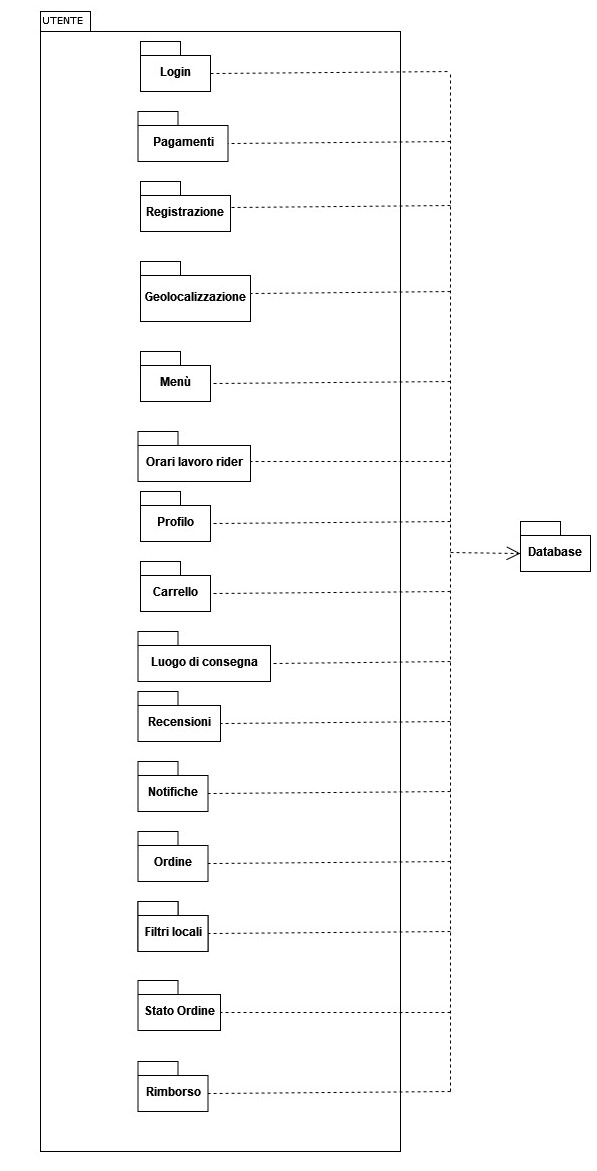 UTENTE
Login
Pagamenti
Registrazione
Geolocalizzazione
Menù
Orari lavoro rider
Profilo
Database
Carrello
Luogo di consegna
Recensioni
Notifiche
Ordine
Filtri locali
Stato Ordine
Rimborso